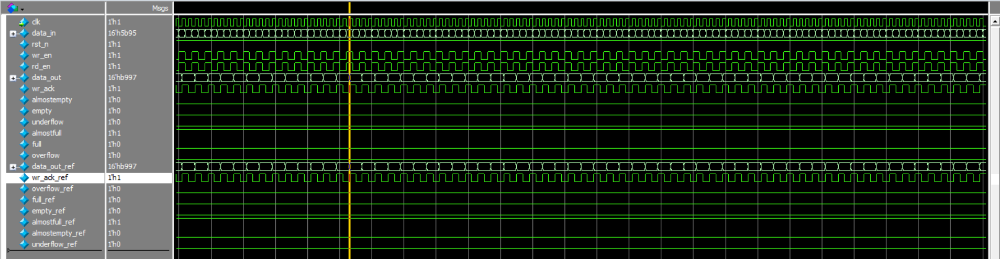 Msgs
clk 1'h1
data_in 16'h5b95
rst_n 1'h1
wr_en 1'h1
rd_en 1'h1
data_out 16'hb997
wr_ack 1'h1
almostempty 1'h0
empty 1'h0
underflow 1'h0
almostfull 1'h1
full 1'h0
overflow 1'h0
data_out_ref 16'hb997
wr_ack_ref 1'h1
overflow_ref 1'h0
full_ref 1'h0
empty_ref 1'h0
almostfull_ref 1'h1
almostempty_ref 1'h0
underflow_ref 1'h0